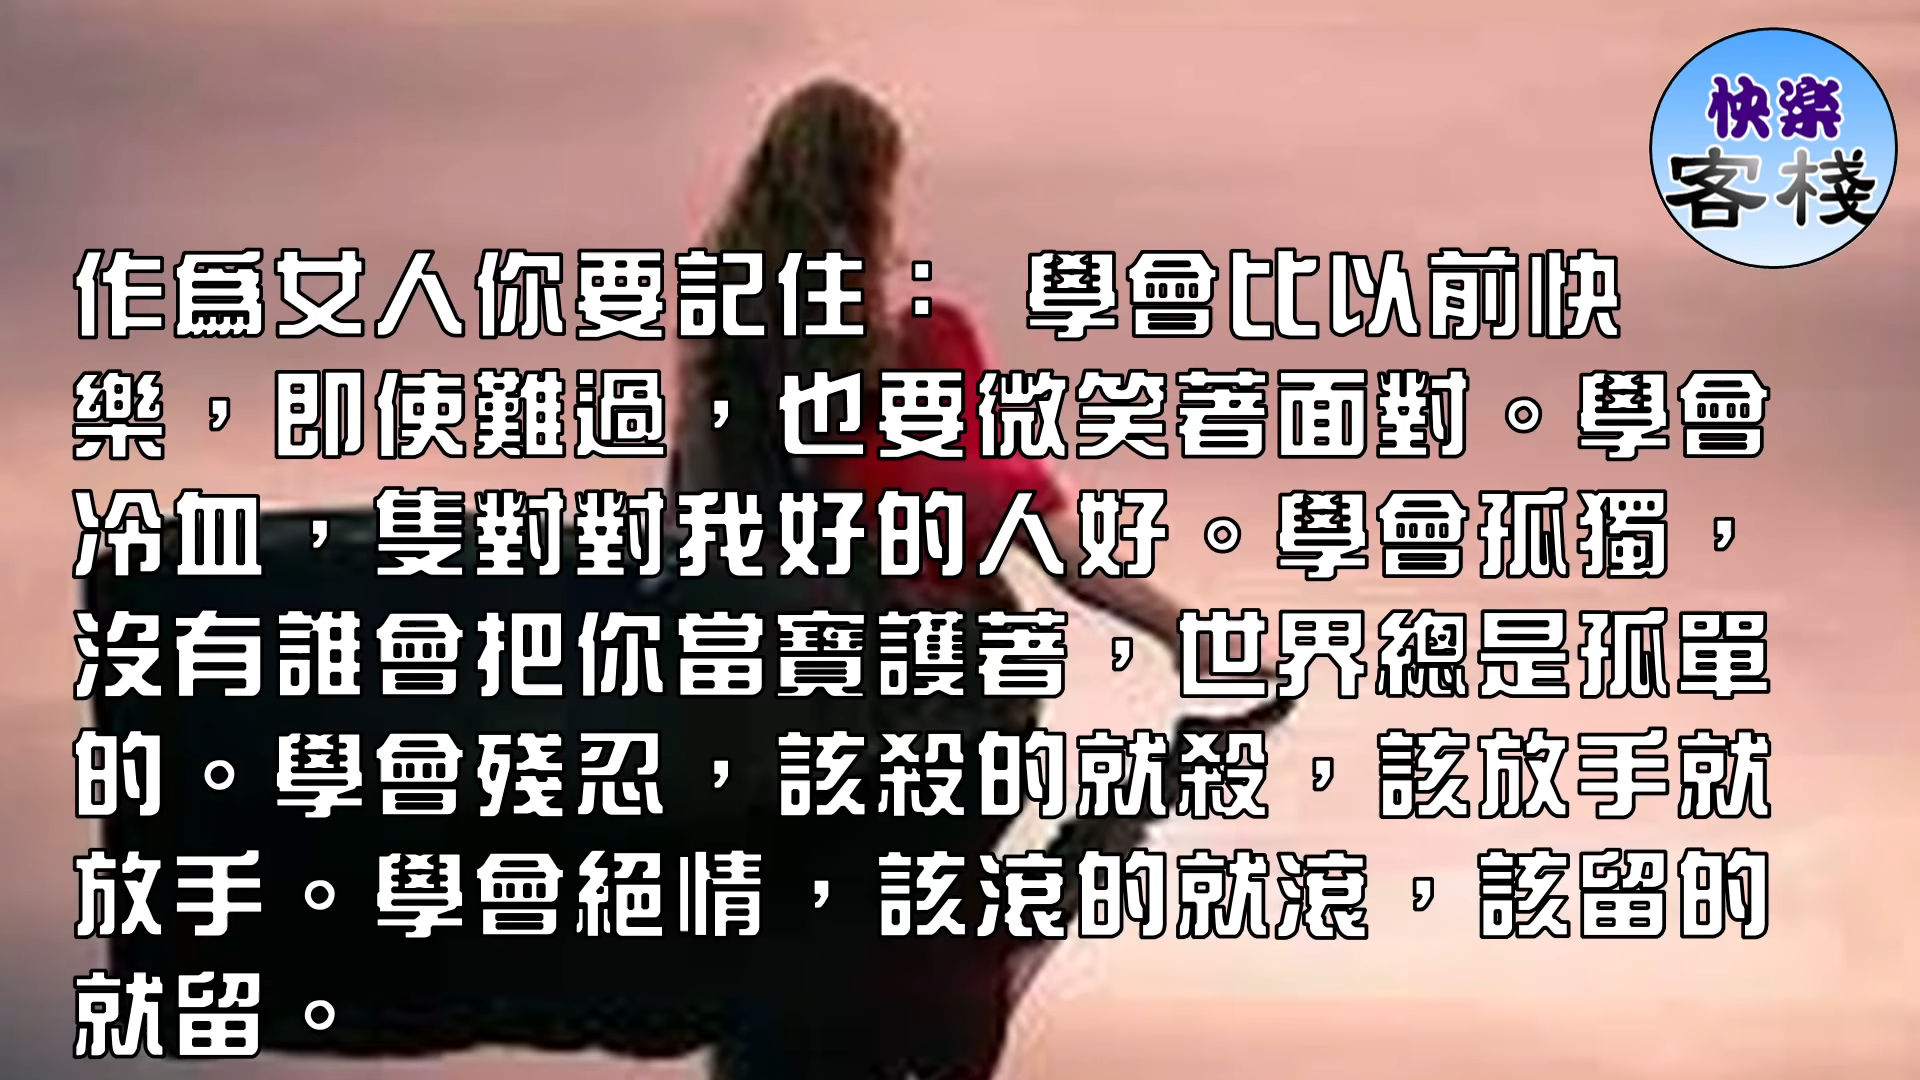 快楽
客棧
作爲女人你要記住： 學會比以前快
樂，即使難過，也要微笑著面對。學會
冷血，隻對對我好的人好。學會孤獨，
沒有誰會把你當寶護著，世界總是孤單
的。學會殘忍，該殺的就殺，該放手就
放手。學會絕情，該滾的就滾，該留的
就留。